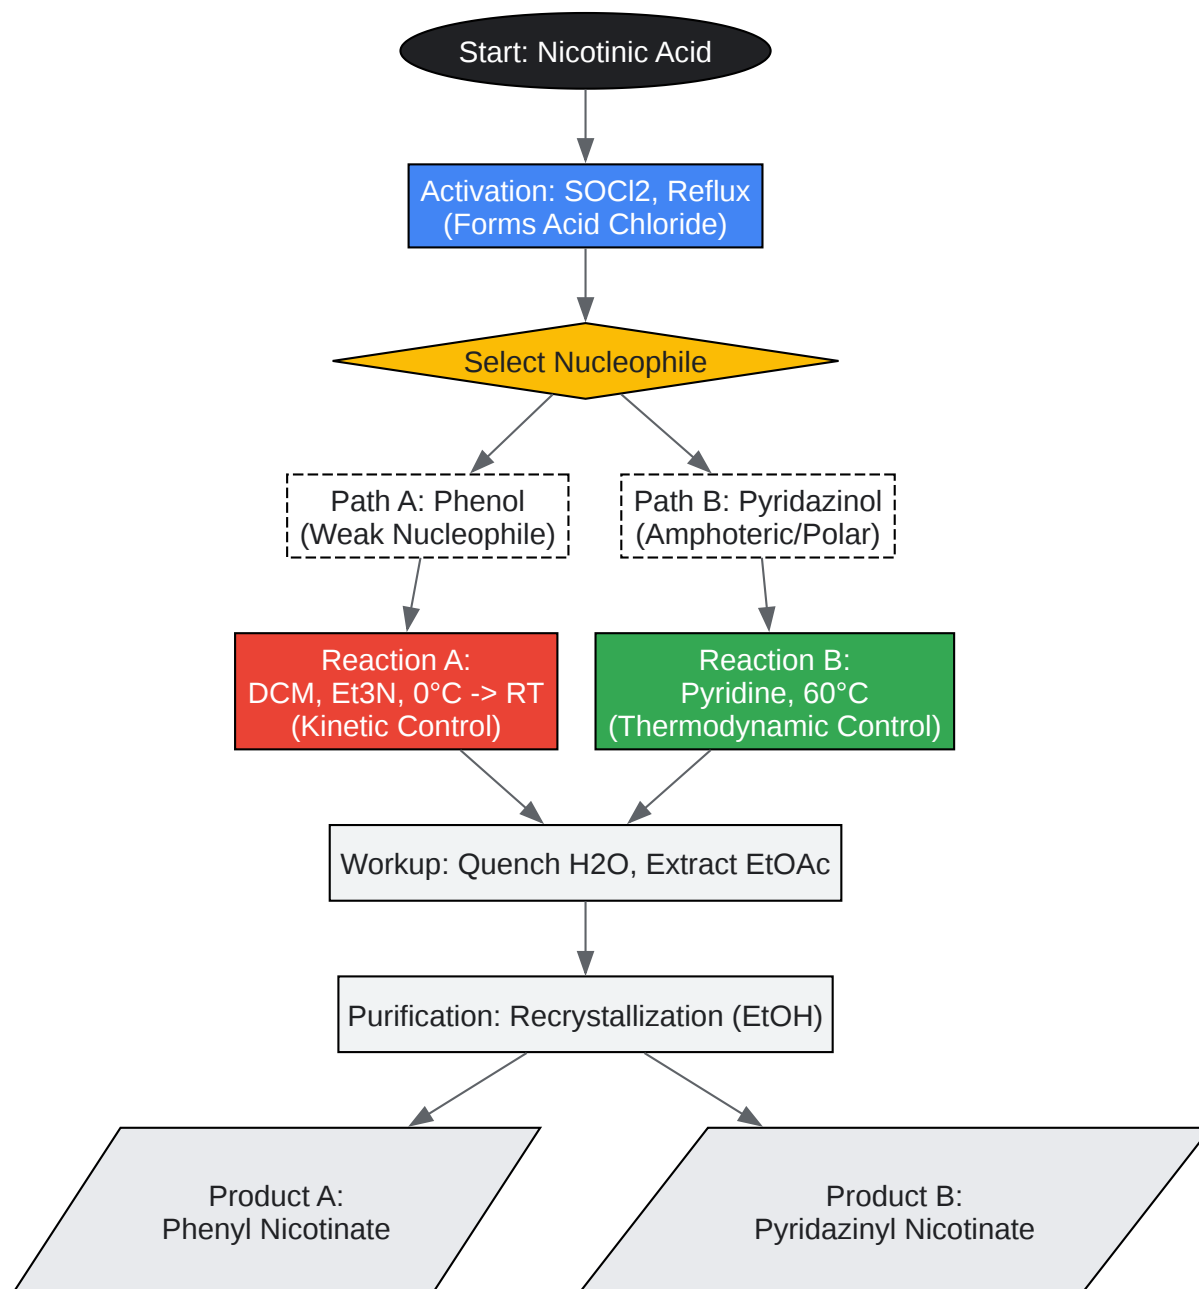 Start: Nicotinic Acid
Activation: SOCl2, Reflux
(Forms Acid Chloride)
Select Nucleophile
Path A: Phenol
(Weak Nucleophile)
Path B: Pyridazinol
(Amphoteric/Polar)
Reaction A:
DCM, Et3N, 0°C -> RT
(Kinetic Control)
Reaction B:
Pyridine, 60°C
(Thermodynamic Control)
Workup: Quench H2O, Extract EtOAc
Purification: Recrystallization (EtOH)
Product A:
Phenyl Nicotinate
Product B:
Pyridazinyl Nicotinate